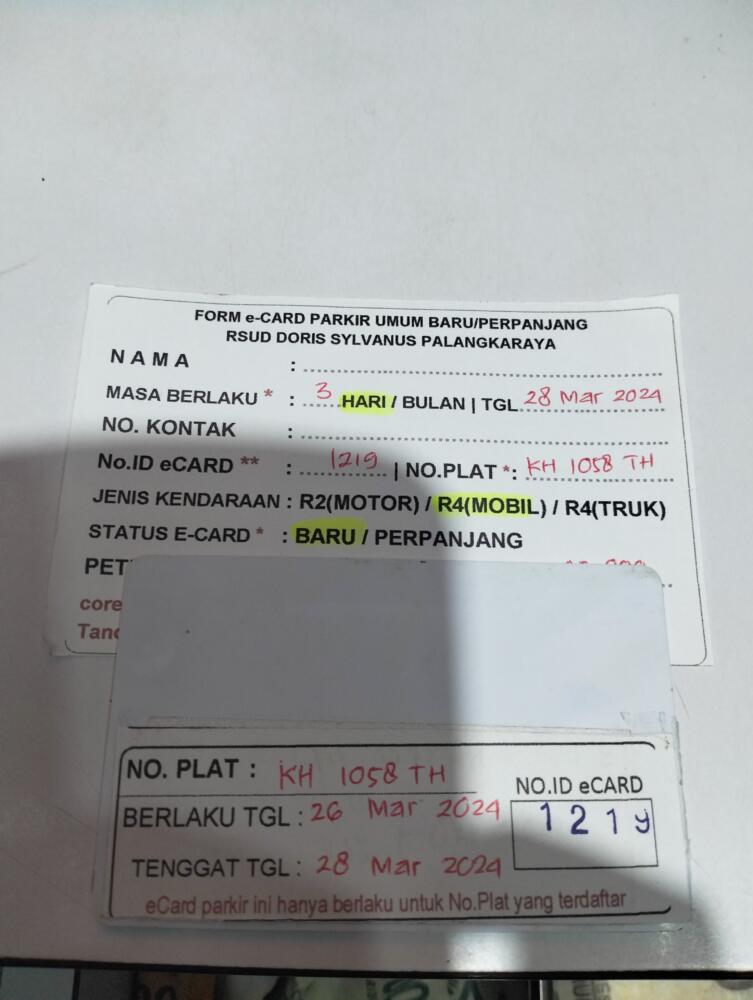 FORM e-CARD PARKIR UMUM BARU/PERPANJANG
RSUD DORIS SYLVANUS PALANGKARAYA
NAMA :
MASA BERLAKU * : 3 HARI / BULAN | TGL 28 Mar 2024
NO. KONTAK :
No.ID eCARD ** : 1219 | NO.PLAT *: KH 1058 TH
JENIS KENDARAAN : R2(MOTOR) / R4(MOBIL) / R4(TRUK)
STATUS E-CARD * : BARU / PERPANJANG
PET
core
Tand
NO. PLAT : KH 1058 TH
NO.ID eCARD
BERLAKU TGL : 26 Mar 2024
1219
TENGGAT TGL : 28 Mar 2024
eCard parkir ini hanya berlaku untuk No.Plat yang terdaftar